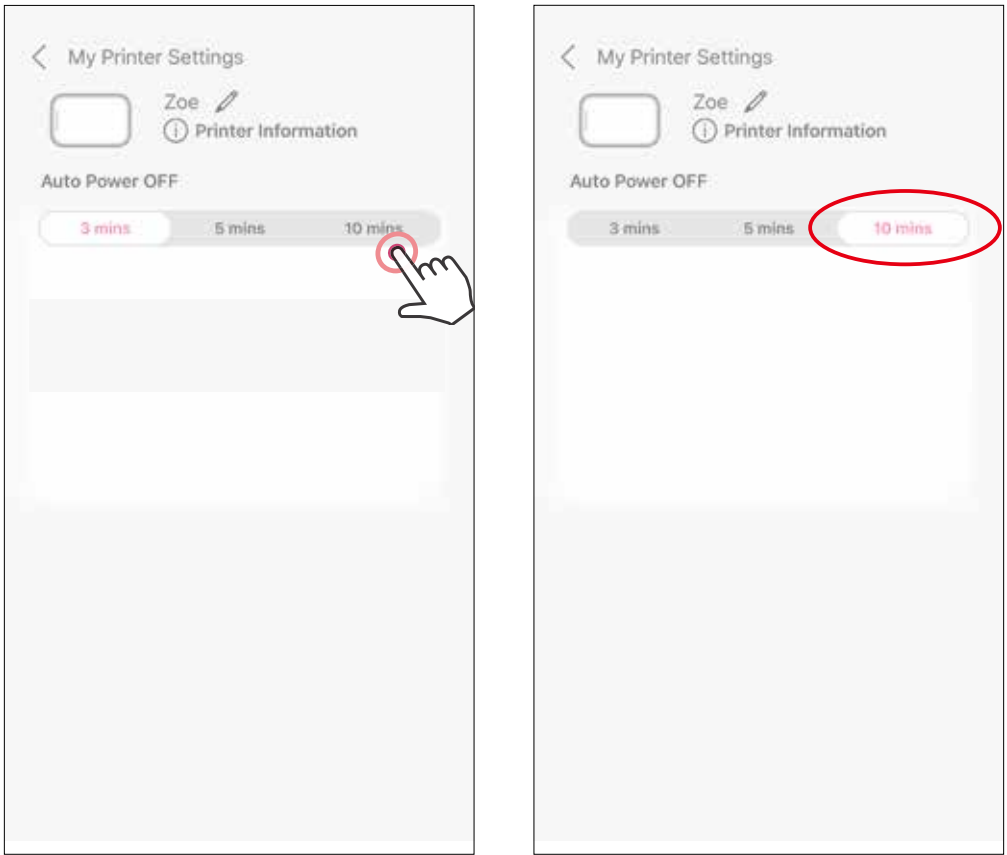 My Printer Settings
Zoe
Printer Information
Auto Power OFF
3 mins 5 mins 10 mins
My Printer Settings
Zoe
Printer Information
Auto Power OFF
3 mins 5 mins 10 mins